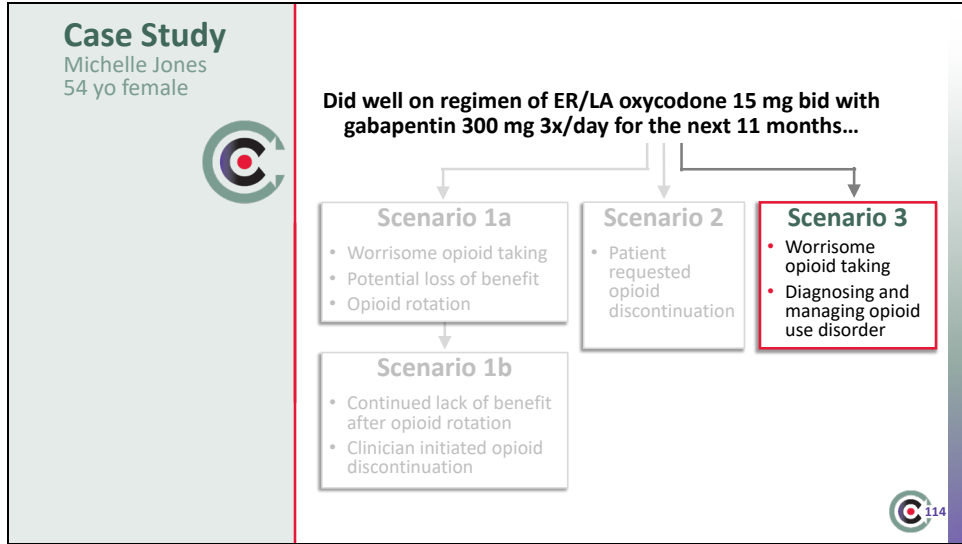 Case Study
Michelle Jones
54 yo female
Did well on regimen of ER/LA oxycodone 15 mg bid with
gabapentin 300 mg 3x/day for the next 11 months…
Scenario 1a
• Worrisome opioid taking
• Potential loss of benefit
• Opioid rotation
Scenario 2
• Patient
requested
opioid
discontinuation
Scenario 3
• Worrisome
opioid taking
• Diagnosing and
managing opioid
use disorder
Scenario 1b
• Continued lack of benefit
after opioid rotation
• Clinician initiated opioid
discontinuation
114